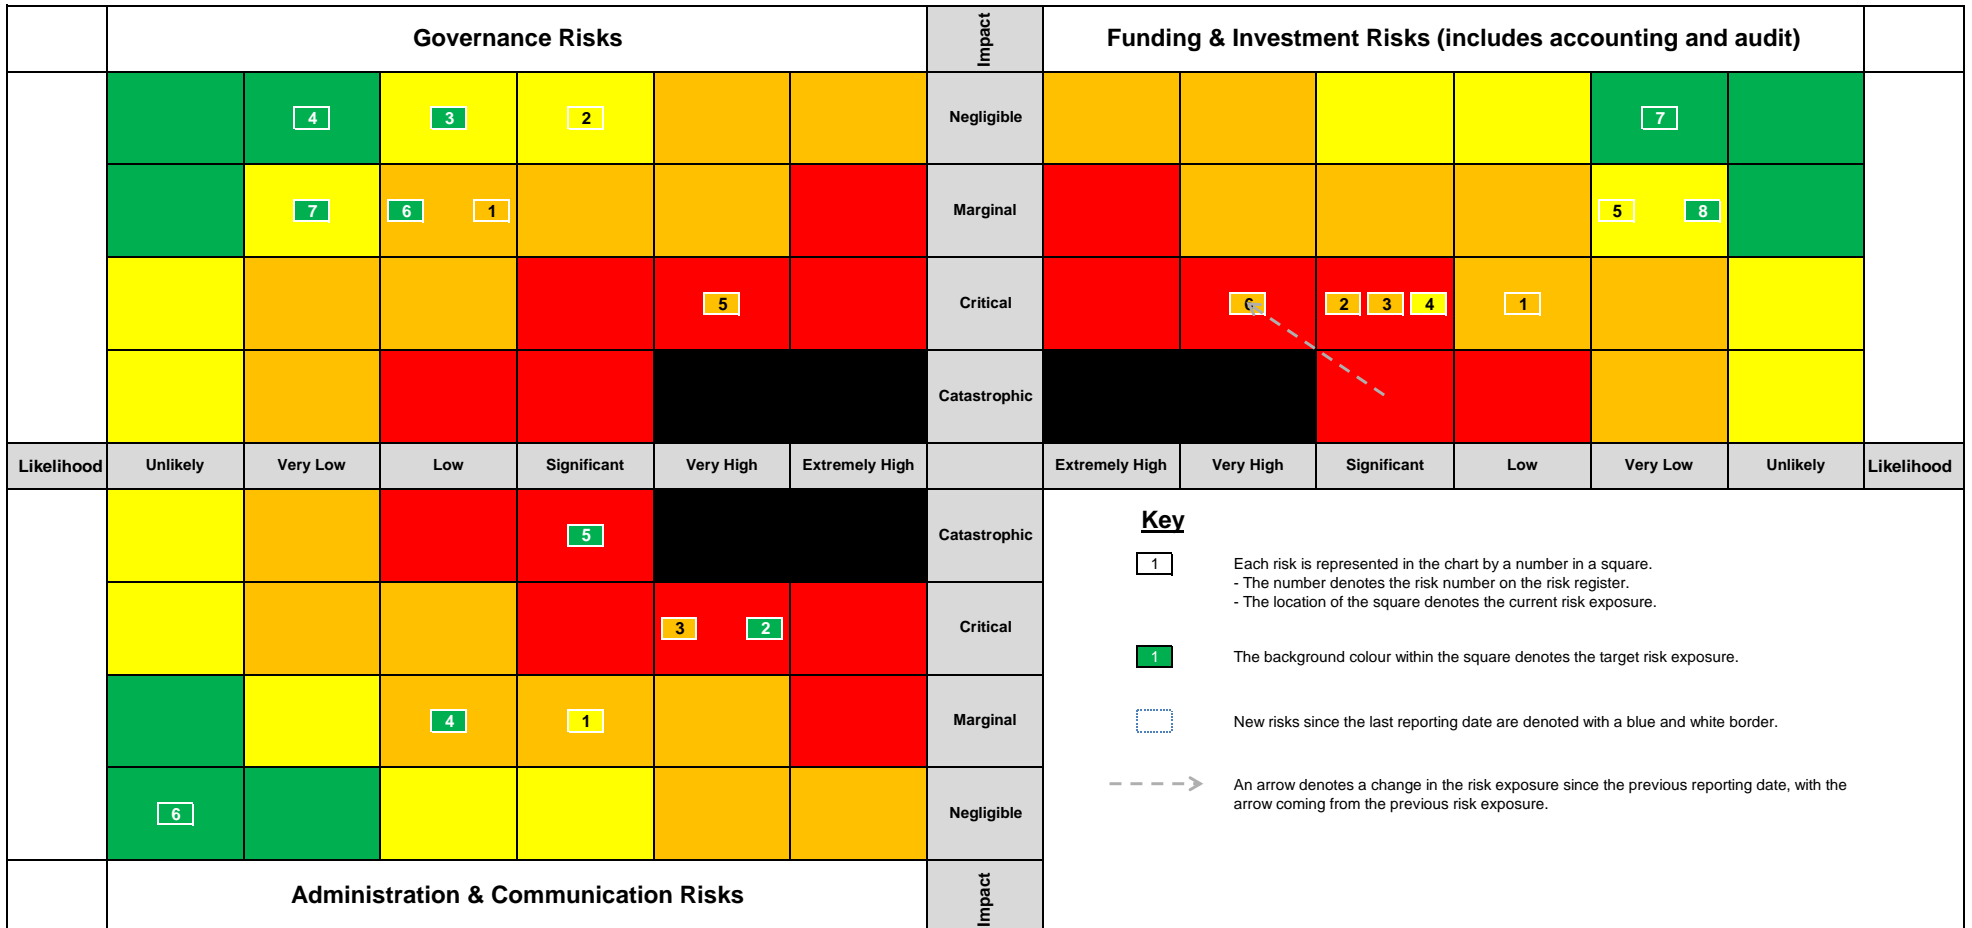 Governance Risks
Impact
Funding & Investment Risks (includes accounting and audit)
4
3
2
Negligible
7
7
6
1
Marginal
5
8
5
Critical
6
2
3
4
1
Catastrophic
Likelihood
Unlikely
Very Low
Low
Significant
Very High
Extremely High
Extremely High
Very High
Significant
Low
Very Low
Unlikely
Likelihood
5
Catastrophic
3
2
Critical
4
1
Marginal
6
Negligible
Administration & Communication Risks
Impact
Key
1
Each risk is represented in the chart by a number in a square.
- The number denotes the risk number on the risk register.
- The location of the square denotes the current risk exposure.
1
The background colour within the square denotes the target risk exposure.
New risks since the last reporting date are denoted with a blue and white border.
An arrow denotes a change in the risk exposure since the previous reporting date, with the
arrow coming from the previous risk exposure.